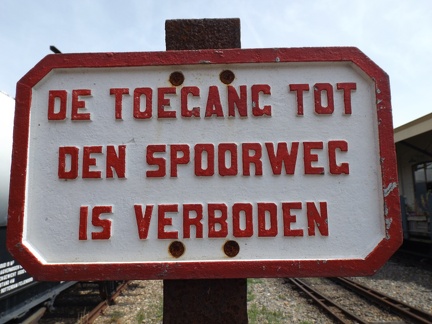 DE TOEGANG TOT
DEN SPOORWEG
IS VERBODEN